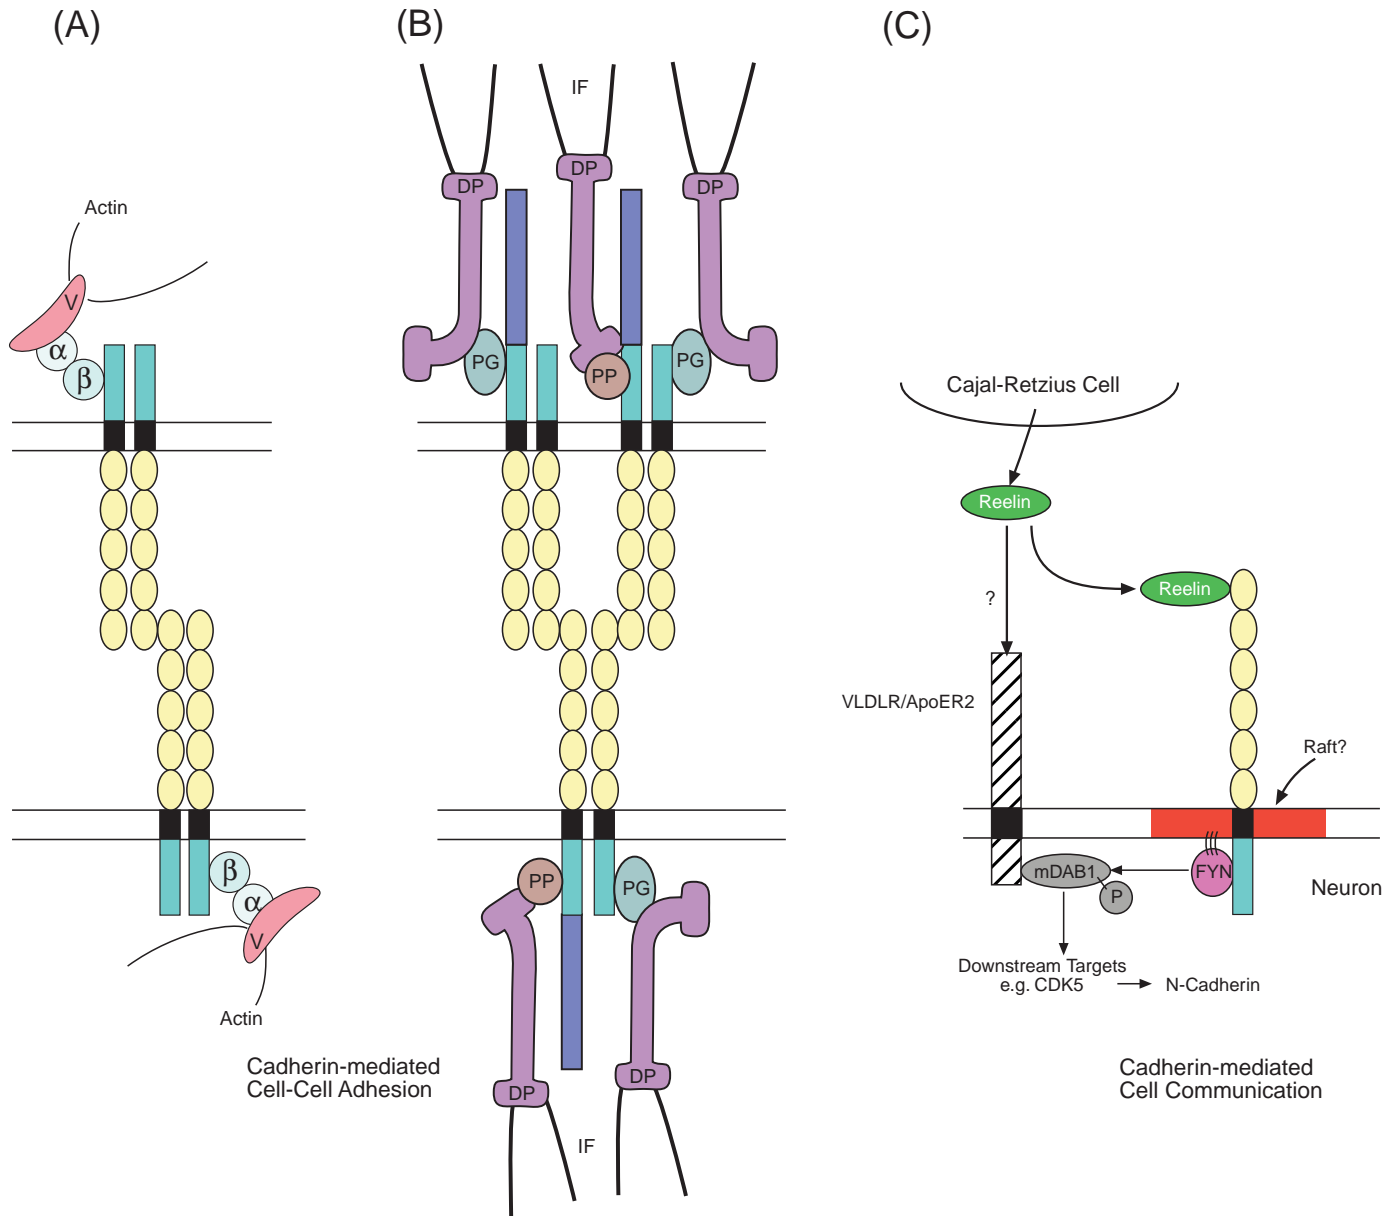 (A)
(B)
(C)
IF
DP
DP
DP
Actin
V
α
β
PG
PP
PG
Cajal-Retzius Cell
Reelin
Reelin
?
VLDLR/ApoER2
Raft?
β
α
V
Actin
PP
PG
mDAB1
P
FYN
Neuron
Downstream Targets
e.g. CDK5
N-Cadherin
Cadherin-mediated
Cell-Cell Adhesion
DP
DP
IF
Cadherin-mediated
Cell Communication